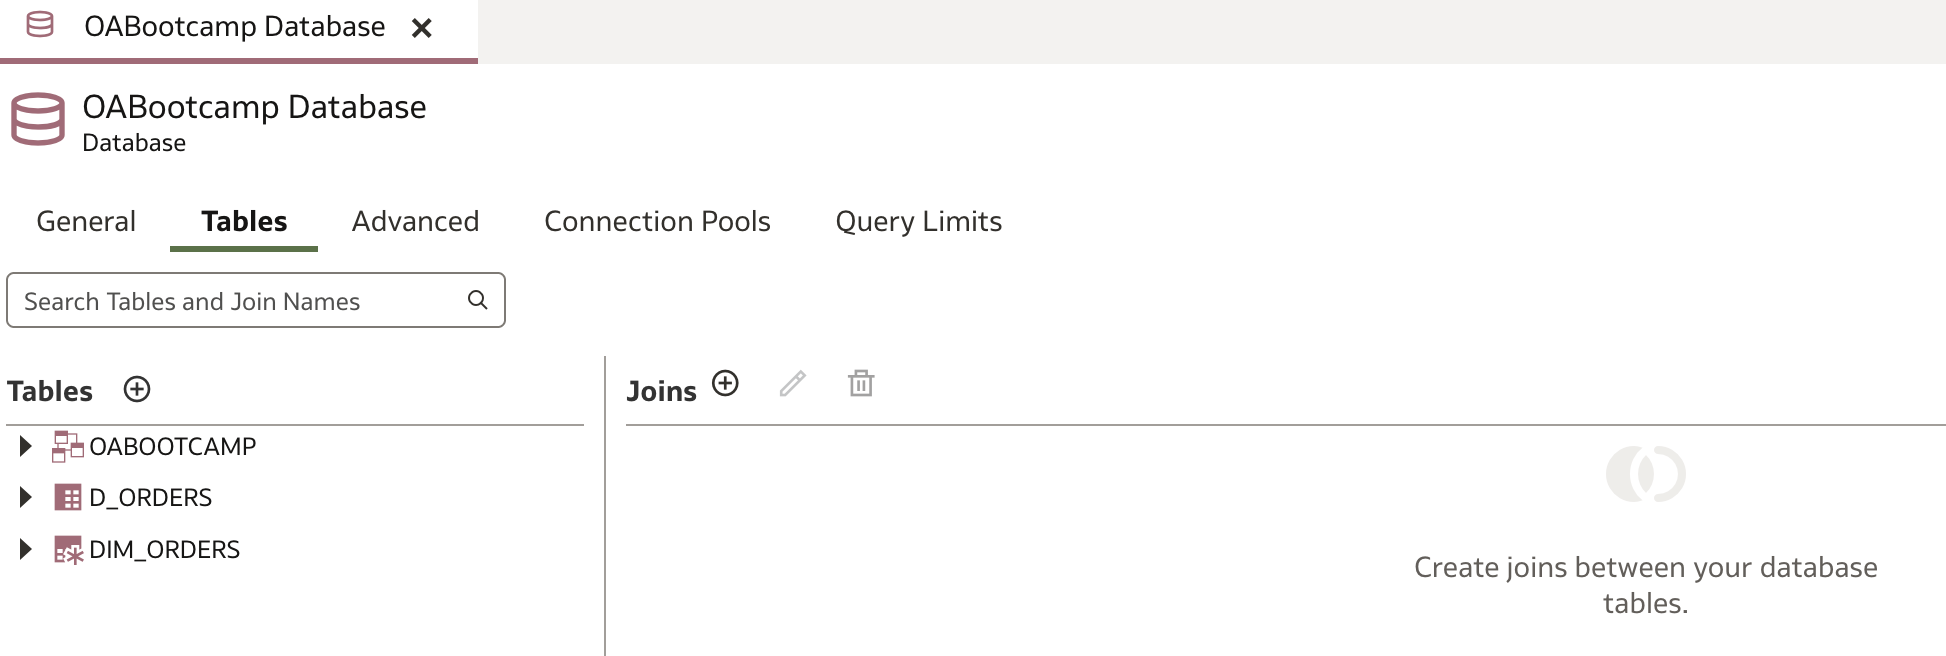 OABootcamp Database
OABootcamp Database
Database
General Tables Advanced Connection Pools Query Limits
Search Tables and Join Names
Tables
OABOOTCAMP
D_ORDERS
DIM_ORDERS
Joins
Create joins between your database
tables.